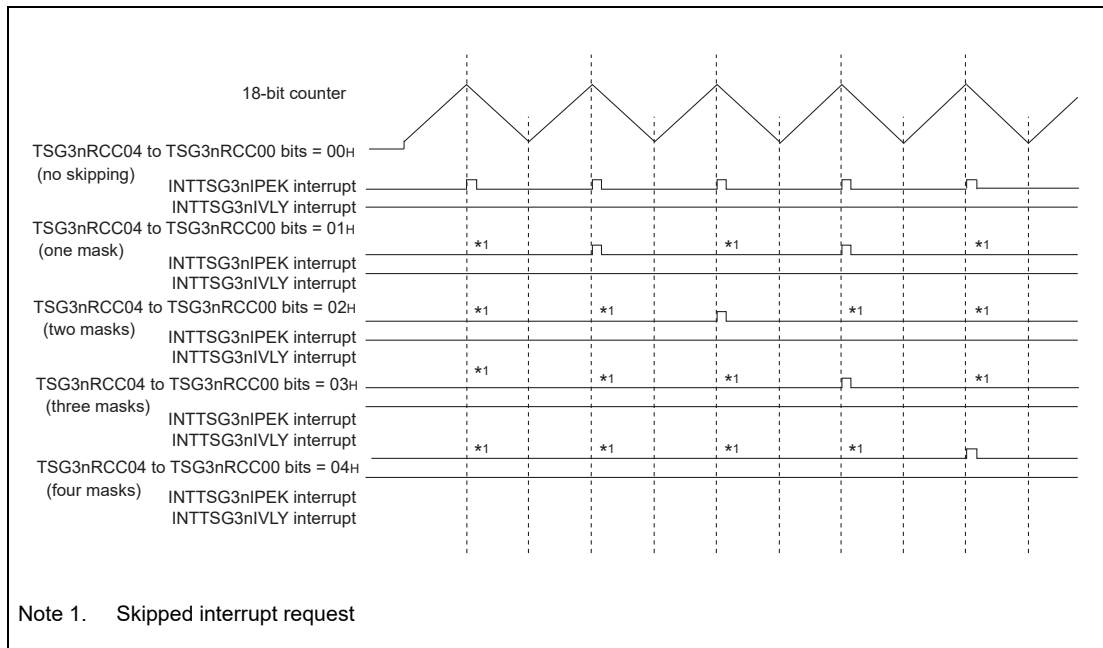 18-bit counter
TSG3nRCC04 to TSG3nRCC00 bits = 00H
(no skipping)
INTTSG3nIPEK interrupt
INTTSG3nIVLY interrupt
TSG3nRCC04 to TSG3nRCC00 bits = 01H
(one mask)
*1 *1 *1
INTTSG3nIPEK interrupt
INTTSG3nIVLY interrupt
TSG3nRCC04 to TSG3nRCC00 bits = 02H
(two masks)
*1 *1 *1 *1
INTTSG3nIPEK interrupt
INTTSG3nIVLY interrupt
*1 *1 *1 *1
TSG3nRCC04 to TSG3nRCC00 bits = 03H
(three masks)
INTTSG3nIPEK interrupt
INTTSG3nIVLY interrupt
*1 *1 *1 *1
TSG3nRCC04 to TSG3nRCC00 bits = 04H
(four masks)
INTTSG3nIPEK interrupt
INTTSG3nIVLY interrupt
Note 1. Skipped interrupt request